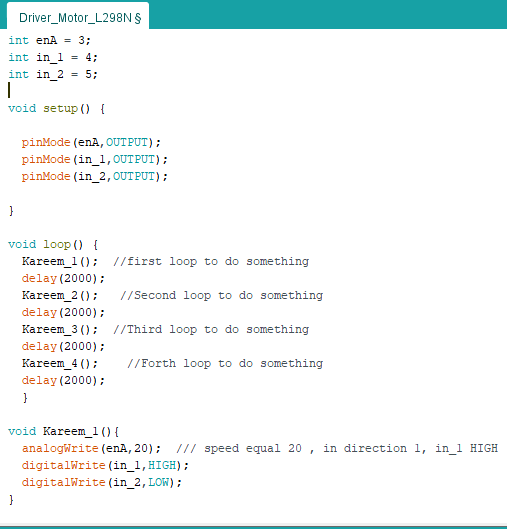 Driver_Motor_L298N §
int enA = 3;
int in_1 = 4;
int in_2 = 5;
void setup() {
pinMode(enA,OUTPUT);
pinMode(in_1,OUTPUT);
pinMode(in_2,OUTPUT);
}
void loop() {
Kareem_1();  //first loop to do something
delay(2000);
Kareem_2();   //Second loop to do something
delay(2000);
Kareem_3();  //Third loop to do something
delay(2000);
Kareem_4();    //Forth loop to do something
delay(2000);
}
void Kareem_1(){
analogWrite(enA,20);  /// speed equal 20 , in direction 1, in_1 HIGH
digitalWrite(in_1,HIGH);
digitalWrite(in_2,LOW);
}